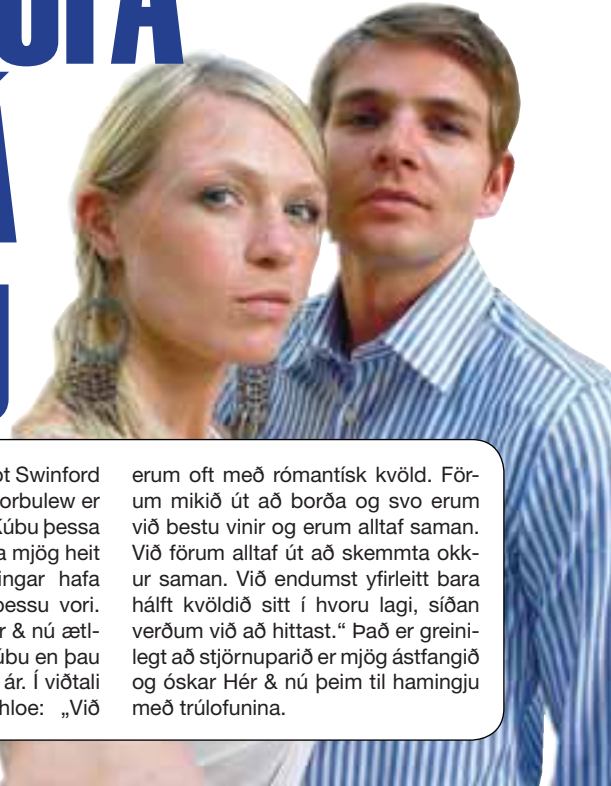 Á
ot Swinford
orbulew er
Kúbu þessa
a mjög heit
ingar hafa
þessu vori.
r & nú ætl-
úbu en þau
ár. Í viðtali
hloe: „Við
erum oft með rómantísk kvöld. För-
um mikið út að borða og svo erum
við bestu vinir og erum alltaf saman.
Við förum alltaf út að skemmta okk-
ur saman. Við endumst yfirleitt bara
hálft kvöldið sitt í hvoru lagi, síðan
verðum við að hittast.“ Það er greini-
legt að stjörnuparið er mjög ástfangið
og óskar Hér & nú þeim til hamingju
með trúlofunina.